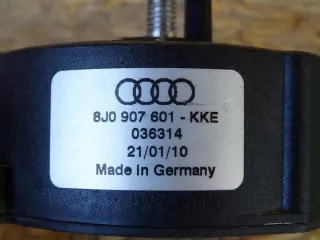 8J0 907 601 - KKE
036314
21/01/10
Made in Germany